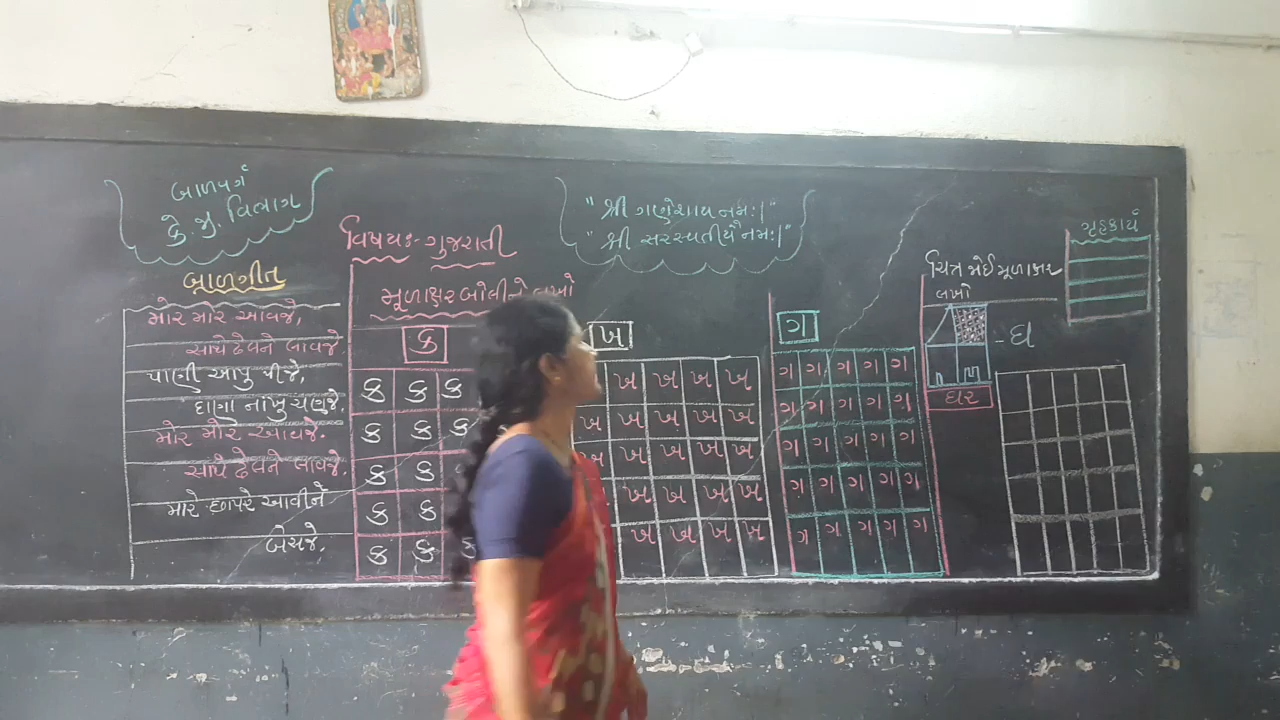 બાળવર્ગ
કે.જી. વિભાગ
બાળગીત
મોર મોર આવજે,
સાથે ઢેલને લાવજે.
પાણી આપુ પીજે,
દાણા નાંખુ ચણજે,
મોર મોર આવજે.
સાથે ઢેલને લાવજે.
મારે છાપરે આવીને
બેસજે,
વિષય:- ગુજરાતી
મૂળાક્ષર બોલીને લખો
ક
ક ક ક
ક ક ક
ક ક
ક ક
ક ક ક
"શ્રી ગણેશાય નમઃ।"
"શ્રી સરસ્વતીયૈ નમઃ।"
ખ
ખ ખ ખ ખ
ખ ખ ખ ખ ખ
ખ ખ ખ ખ ખ
ખ ખ ખ ખ
ખ ખ ખ ખ
ગ
ગ ગ ગ ગ ગ
ગ ગ ગ ગ ગ
ગ ગ ગ ગ ગ
ગ ગ ગ ગ ગ
ગ ગ ગ ગ ગ
ચિત્ર જોઈ મૂળાક્ષર
લખો
- ઘ
ઘર
ગૃહકાર્ય